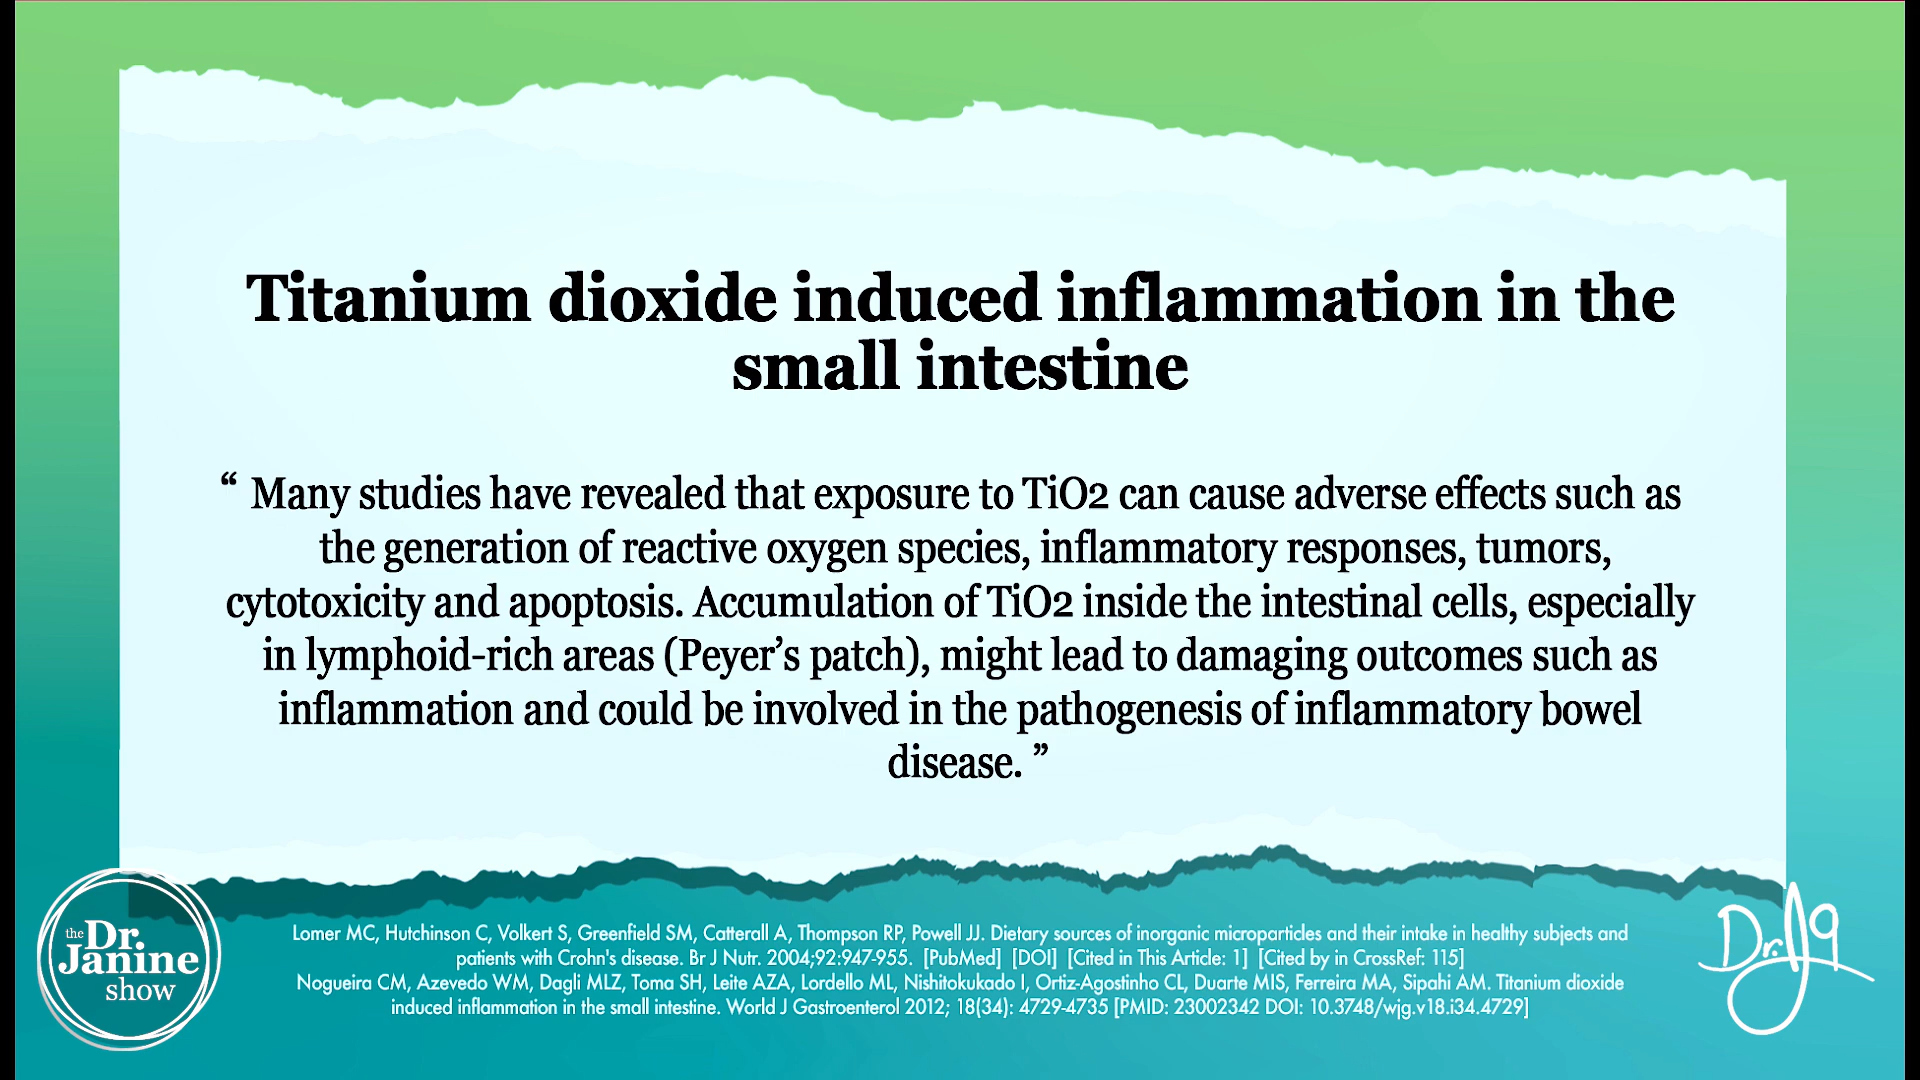 Titanium dioxide induced inflammation in the
small intestine
“ Many studies have revealed that exposure to TiO2 can cause adverse effects such as
the generation of reactive oxygen species, inflammatory responses, tumors,
cytotoxicity and apoptosis. Accumulation of TiO2 inside the intestinal cells, especially
in lymphoid-rich areas (Peyer’s patch), might lead to damaging outcomes such as
inflammation and could be involved in the pathogenesis of inflammatory bowel
disease. ”
the
Dr.
Janine
show
Lomer MC, Hutchinson C, Volkert S, Greenfield SM, Catterall A, Thompson RP, Powell JJ. Dietary sources of inorganic microparticles and their intake in healthy subjects and
patients with Crohn's disease. Br J Nutr. 2004;92:947-955. [PubMed] [DOI] [Cited in This Article: 1] [Cited by in CrossRef: 115]
Nogueira CM, Azevedo WM, Dagli MLZ, Toma SH, Leite AZA, Lordello ML, Nishitokukado I, Ortiz-Agostinho CL, Duarte MIS, Ferreira MA, Sipahi AM. Titanium dioxide
induced inflammation in the small intestine. World J Gastroenterol 2012; 18(34): 4729-4735 [PMID: 23002342 DOI: 10.3748/wjg.v18.i34.4729]
Dr.J9